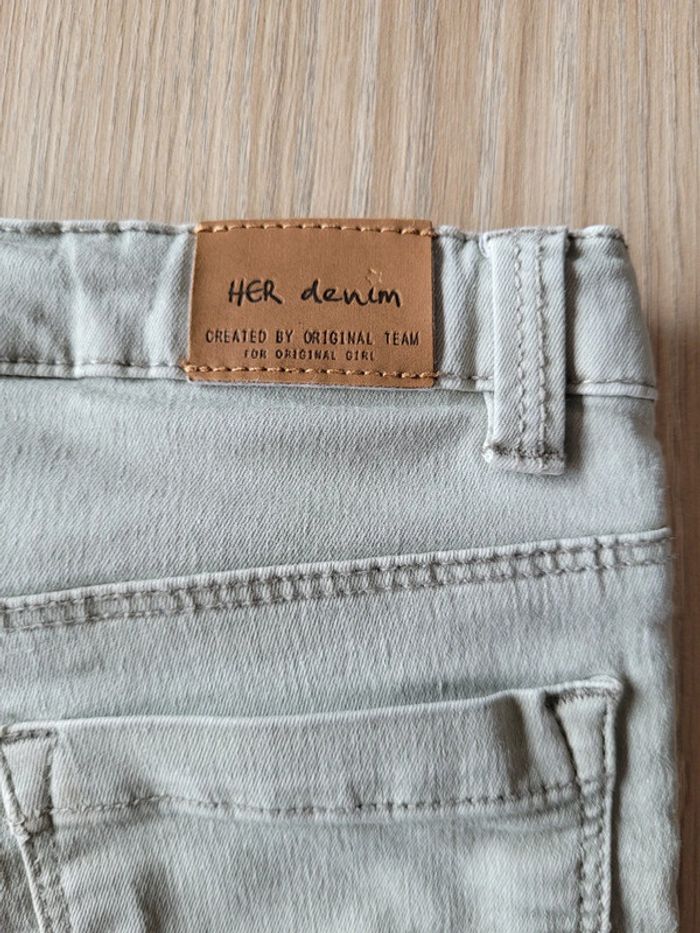 HER denim
CREATED BY ORIGINAL TEAM
FOR ORIGINAL GIRL